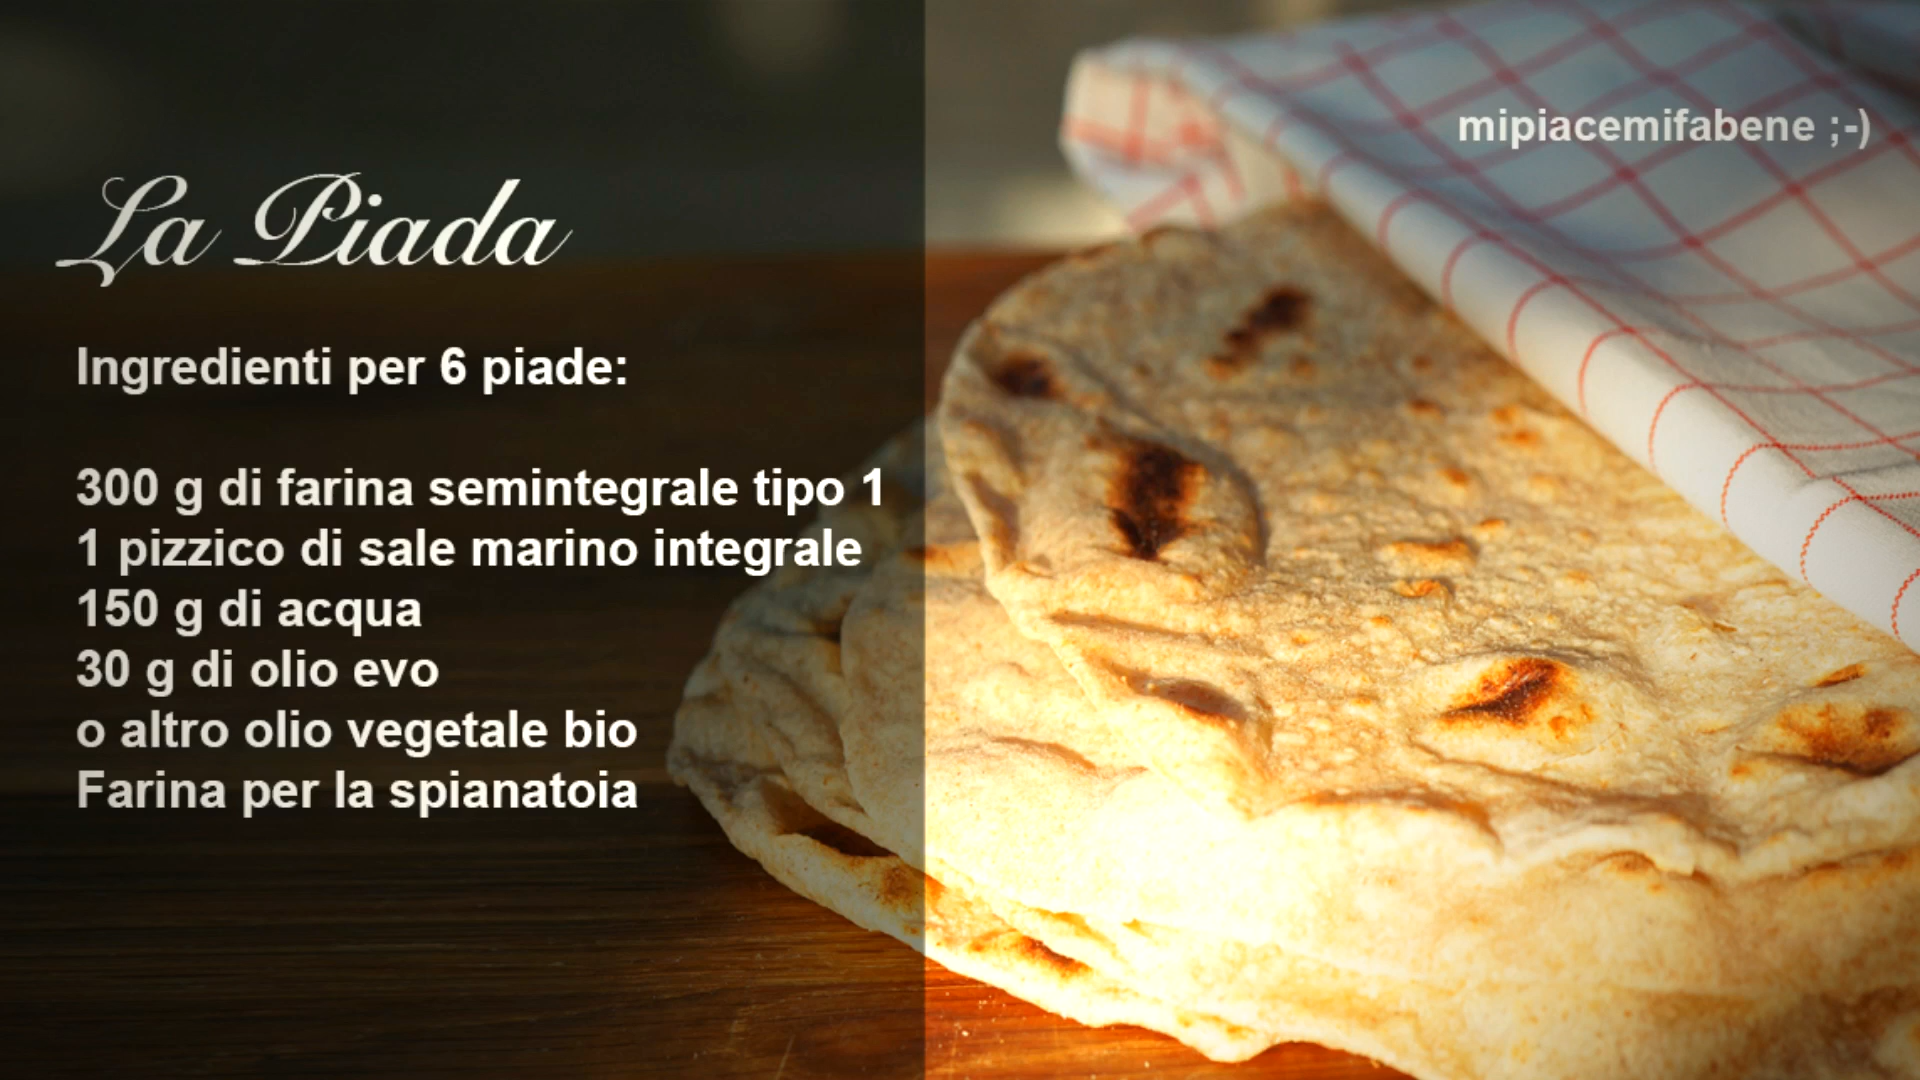 mipiacemifabene ;-)
La Piada
Ingredienti per 6 piade:
300 g di farina semintegrale tipo 1
1 pizzico di sale marino integrale
150 g di acqua
30 g di olio evo
o altro olio vegetale bio
Farina per la spianatoia